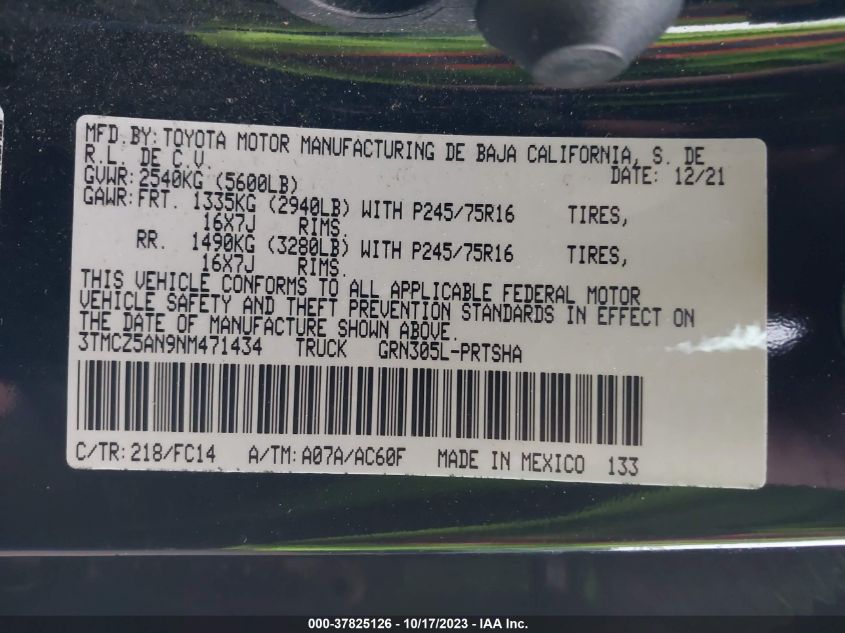 MFD.BY: TOYOTA MOTOR MANUFACTURING DE BAJA CALIFORNIA, S. DE
R.L. DE C.V. DATE: 12/21
GVWR: 2540KG (5600LB)
GAWR: FRT. 1335KG (2940LB) WITH P245/75R16 TIRES,
16X7J RIMS.
RR. 1490KG (3280LB) WITH P245/75R16 TIRES,
16X7J RIMS.
THIS VEHICLE CONFORMS TO ALL APPLICABLE FEDERAL MOTOR
VEHICLE SAFETY AND THEFT PREVENTION STANDARDS IN EFFECT ON
THE DATE OF MANUFACTURE SHOWN ABOVE.
3TMCZ5AN9NM471434 TRUCK GRN305L-PRTSHA
C/TR: 218/FC14 A/TM: A07A/AC60F MADE IN MEXICO 133
000-37825126 - 10/17/2023 - IAA Inc.